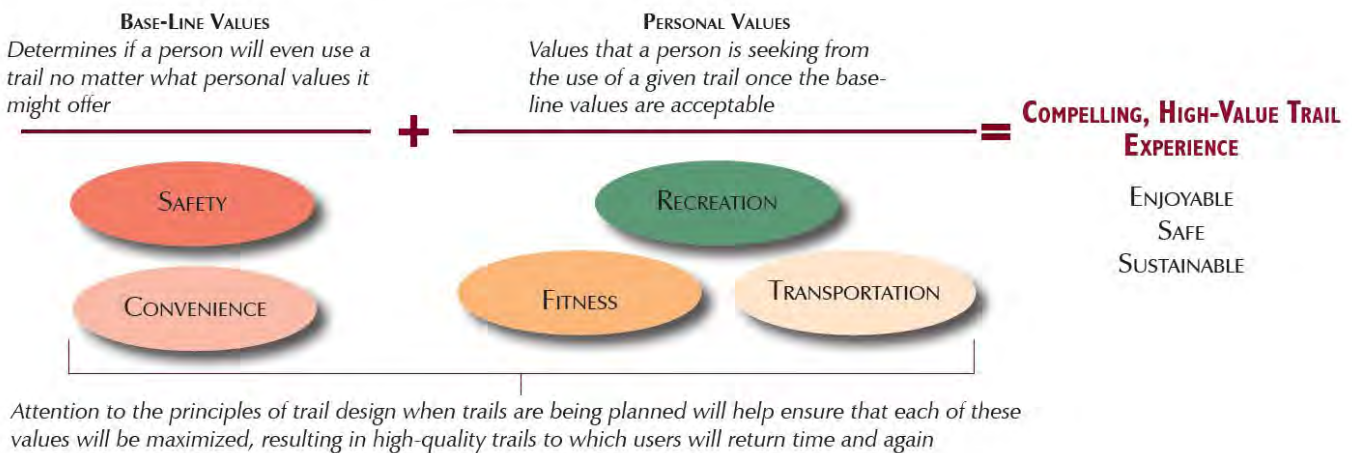 BASE-LINE VALUES
Determines if a person will even use a
trail no matter what personal values it
might offer
+
PERSONAL VALUES
Values that a person is seeking from
the use of a given trail once the base-
line values are acceptable
=
COMPELLING, HIGH-VALUE TRAIL
EXPERIENCE
SAFETY
CONVENIENCE
RECREATION
FITNESS
TRANSPORTATION
ENJOYABLE
SAFE
SUSTAINABLE
Attention to the principles of trail design when trails are being planned will help ensure that each of these
values will be maximized, resulting in high-quality trails to which users will return time and again